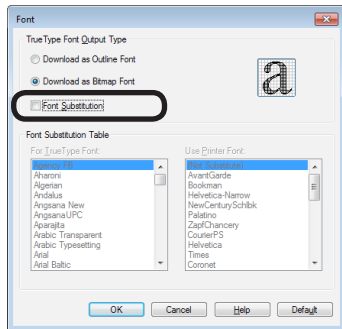 Font
TrueType Font Output Type
Download as Outline Font
Download as Bitmap Font
a
Font Substitution
Font Substitution Table
For TrueType Font:
Use Printer Font:
Agency FB
Aharoni
Algerian
Andalus
Angsana New
AngsanaUPC
Aparajita
Arabic Transparent
Arabic Typesetting
Arial
Arial Baltic
[Not Substituted]
AvantGarde
Bookman
Helvetica-Narrow
NewCenturySchlbk
Palatino
ZapfChancery
CourierPS
Helvetica
Times
Coronet
OK
Cancel
Help
Default